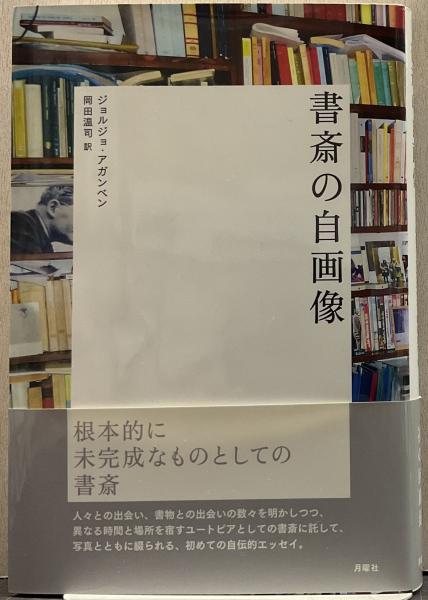 書斎の自画像
ジョルジョ・アガンベン
岡田温司 訳
根本的に
未完成なものとしての
書斎
人々との出会い、書物との出会いの数々を明かしつつ、
異なる時間と場所を宿すユートピアとしての書斎に託して、
写真とともに綴られる、初めての自伝的エッセイ。
月曜社